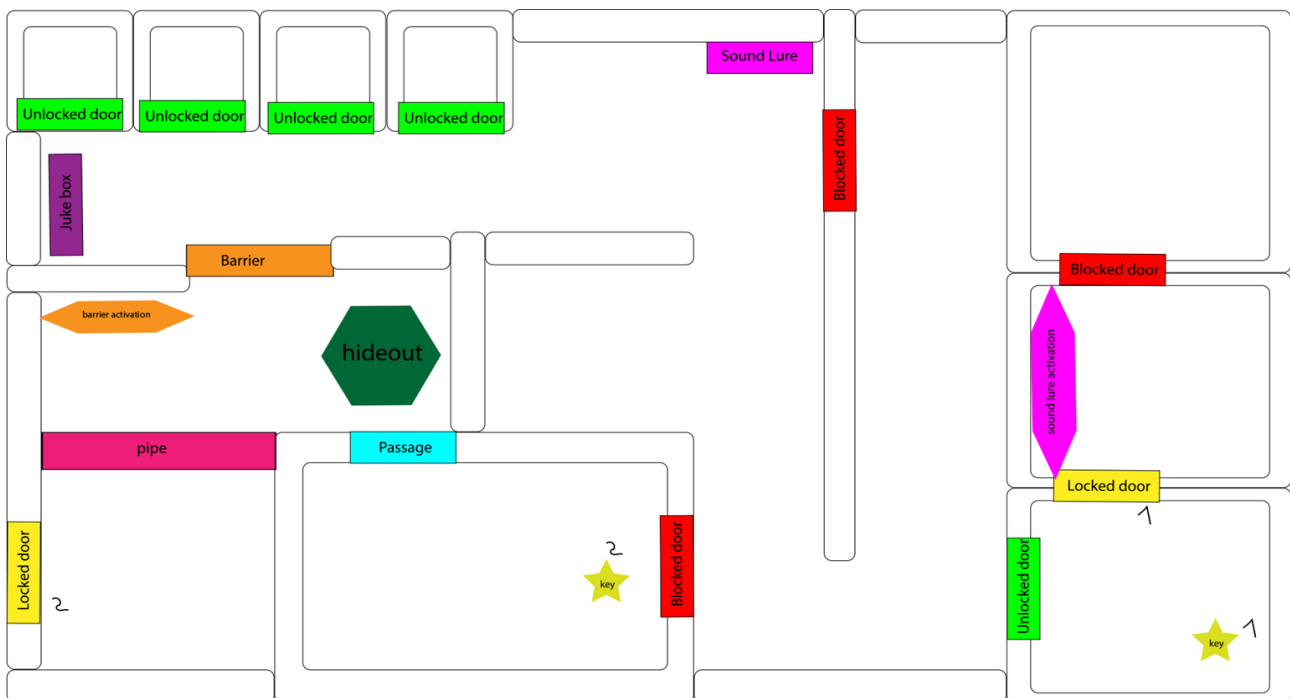 Sound Lure
Unlocked door
Unlocked door
Unlocked door
Unlocked door
Blocked door
Juke box
Barrier
Blocked door
barrier activation
hideout
sound lure activation
pipe
Passage
Locked door
1
Locked door
2
2
key
Blocked door
Unlocked door
key
1